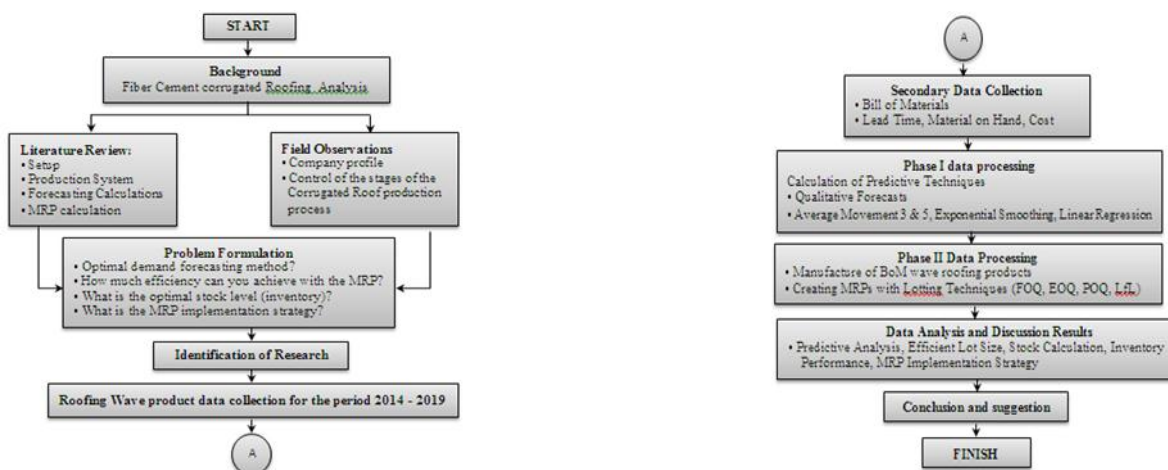 START
Background
Fiber Cement corrugated Roofing Analysis
Literature Review:
• Setup
• Production System
• Forecasting Calculations
• MRP calculation
Field Observations
• Company profile
• Control of the stages of the
Corrugated Roof production
process
Problem Formulation
• Optimal demand forecasting method?
• How much efficiency can you achieve with the MRP?
• What is the optimal stock level (inventory)?
• What is the MRP implementation strategy?
Identification of Research
Roofing Wave product data collection for the period 2014 - 2019
A
A
Secondary Data Collection
• Bill of Materials
• Lead Time, Material on Hand, Cost
Phase I data processing
Calculation of Predictive Techniques
• Qualitative Forecasts
• Average Movement 3 & 5, Exponential Smoothing, Linear Regression
Phase II Data Processing
• Manufacture of BoM wave roofing products
• Creating MRPs with Lotting Techniques (FOQ, EOQ, POQ, LfL)
Data Analysis and Discussion Results
• Predictive Analysis, Efficient Lot Size, Stock Calculation, Inventory
Performance, MRP Implementation Strategy
Conclusion and suggestion
FINISH